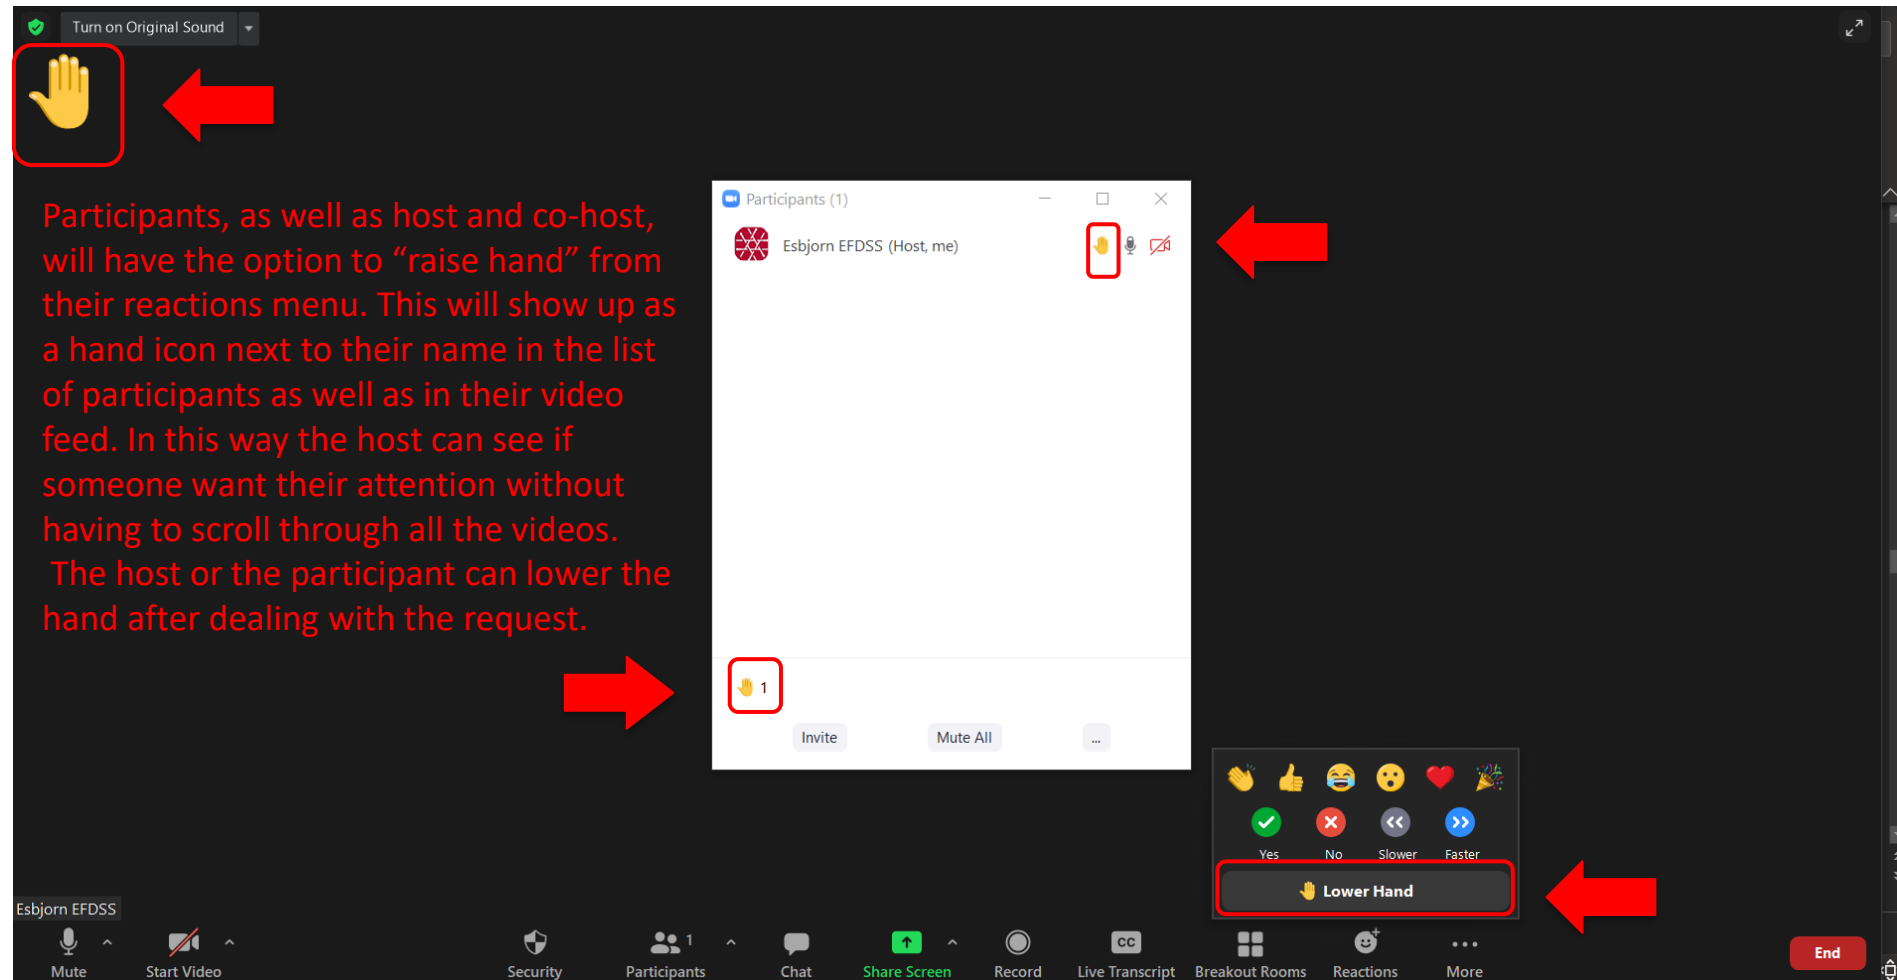 Turn on Original Sound
Participants, as well as host and co-host,
will have the option to “raise hand” from
their reactions menu. This will show up as
a hand icon next to their name in the list
of participants as well as in their video
feed. In this way the host can see if
someone want their attention without
having to scroll through all the videos.
The host or the participant can lower the
hand after dealing with the request.
Participants (1)
Esbjorn EFDSS (Host, me)
1
Invite
Mute All
...
Yes
No
Slower
Faster
Lower Hand
Esbjorn EFDSS
Mute
Start Video
Security
1
Participants
Chat
Share Screen
Record
CC
Live Transcript
Breakout Rooms
Reactions
More
End